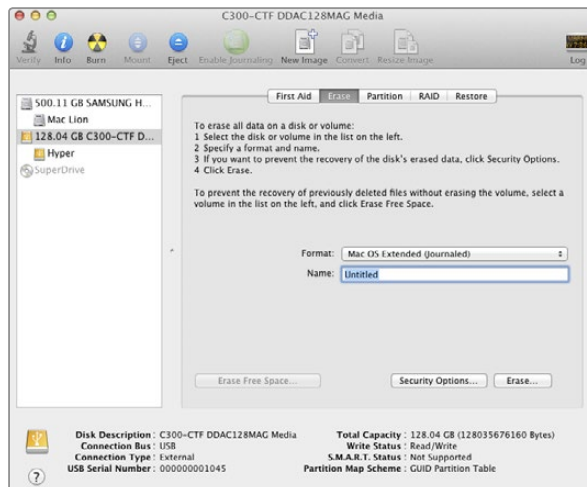 C300-CTF DDAC128MAG Media
Verify Info Burn Mount Eject Enable Journaling New Image Convert Resize Image Log
500.11 GB SAMSUNG H...
Mac Lion
128.04 GB C300-CTF D...
Hyper
SuperDrive
First Aid Erase Partition RAID Restore
To erase all data on a disk or volume:
1 Select the disk or volume in the list on the left.
2 Specify a format and name.
3 If you want to prevent the recovery of the disk's erased data, click Security Options.
4 Click Erase.
To prevent the recovery of previously deleted files without erasing the volume, select a
volume in the list on the left, and click Erase Free Space.
Format: Mac OS Extended (Journaled)
Name: Untitled
Erase Free Space... Security Options... Erase...
Disk Description : C300-CTF DDAC128MAG Media Total Capacity : 128.04 GB (128035676160 Bytes)
Connection Bus : USB Write Status : Read/Write
Connection Type : External S.M.A.R.T. Status : Not Supported
USB Serial Number : 000000001045 Partition Map Scheme : GUID Partition Table
?